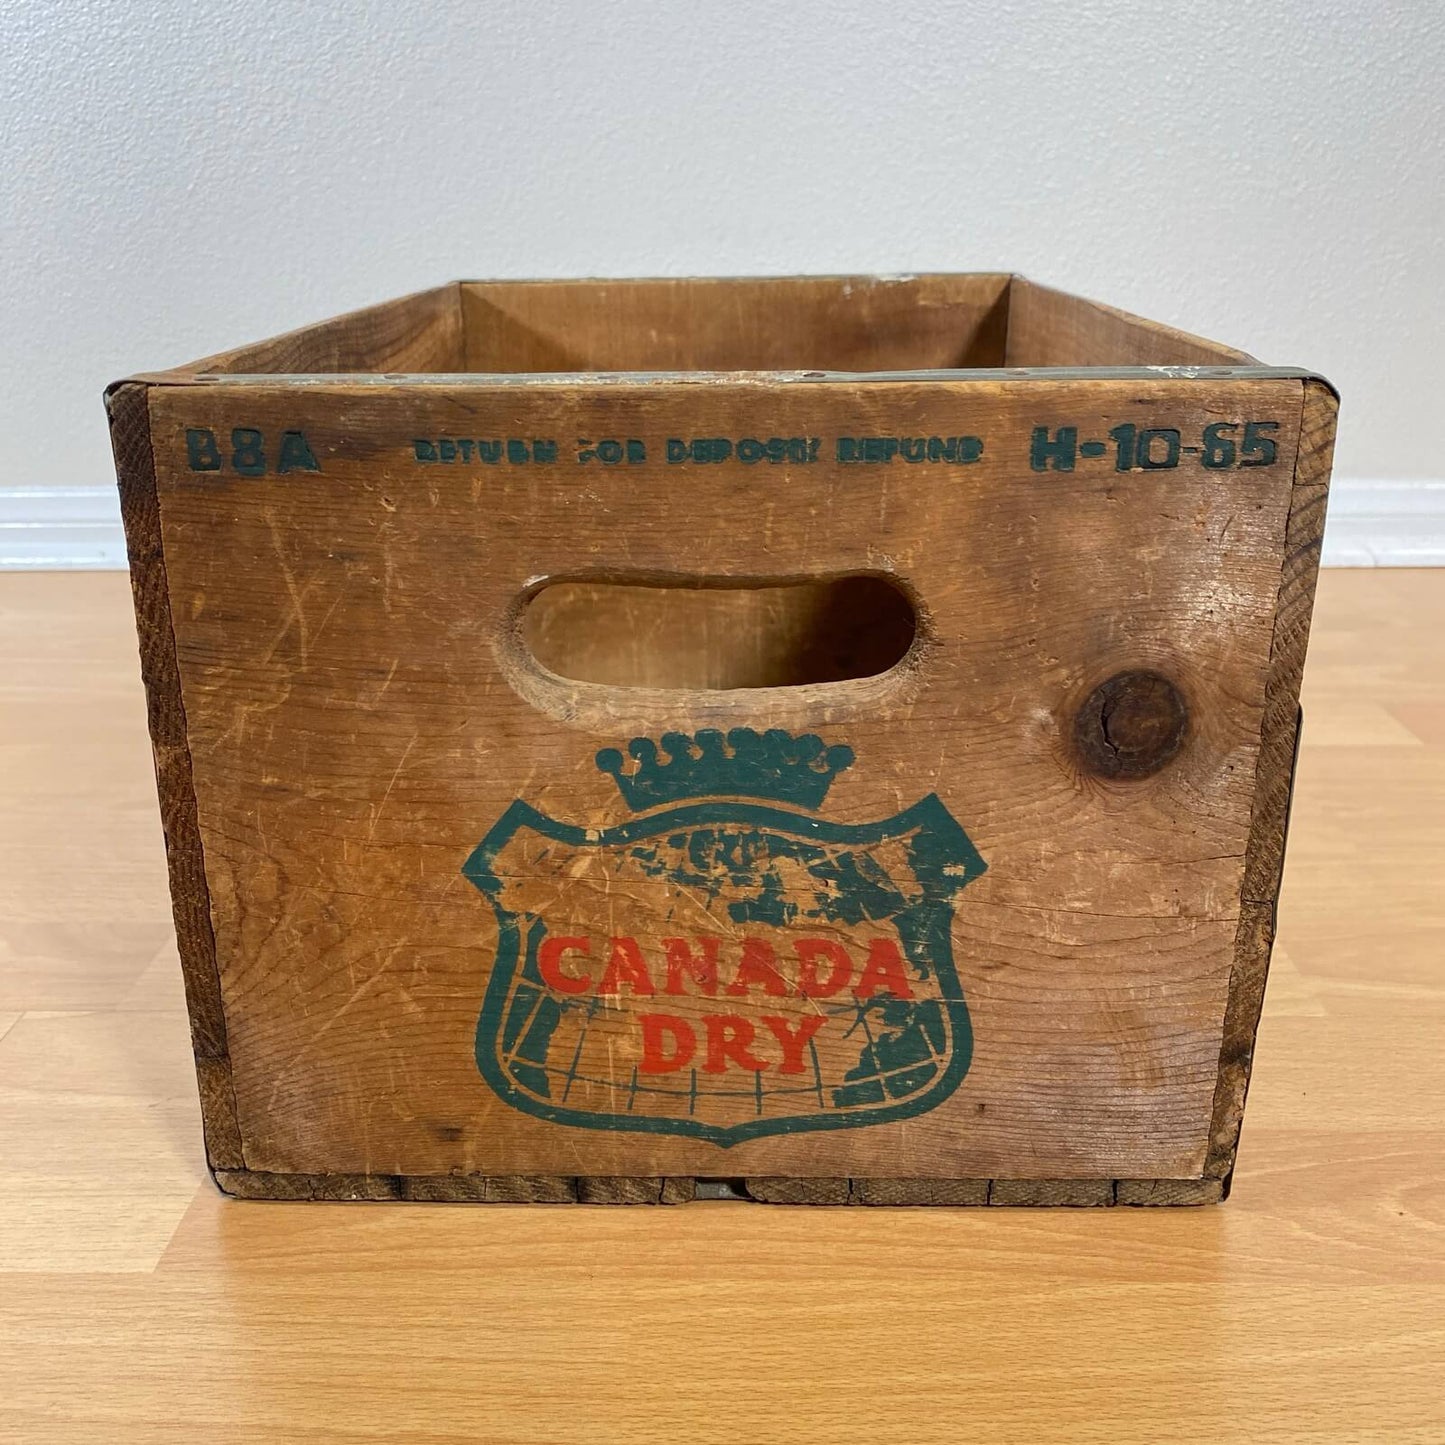 B8A RETURN FOR DEPOSIT REFUND H-10-65
CANADA
DRY